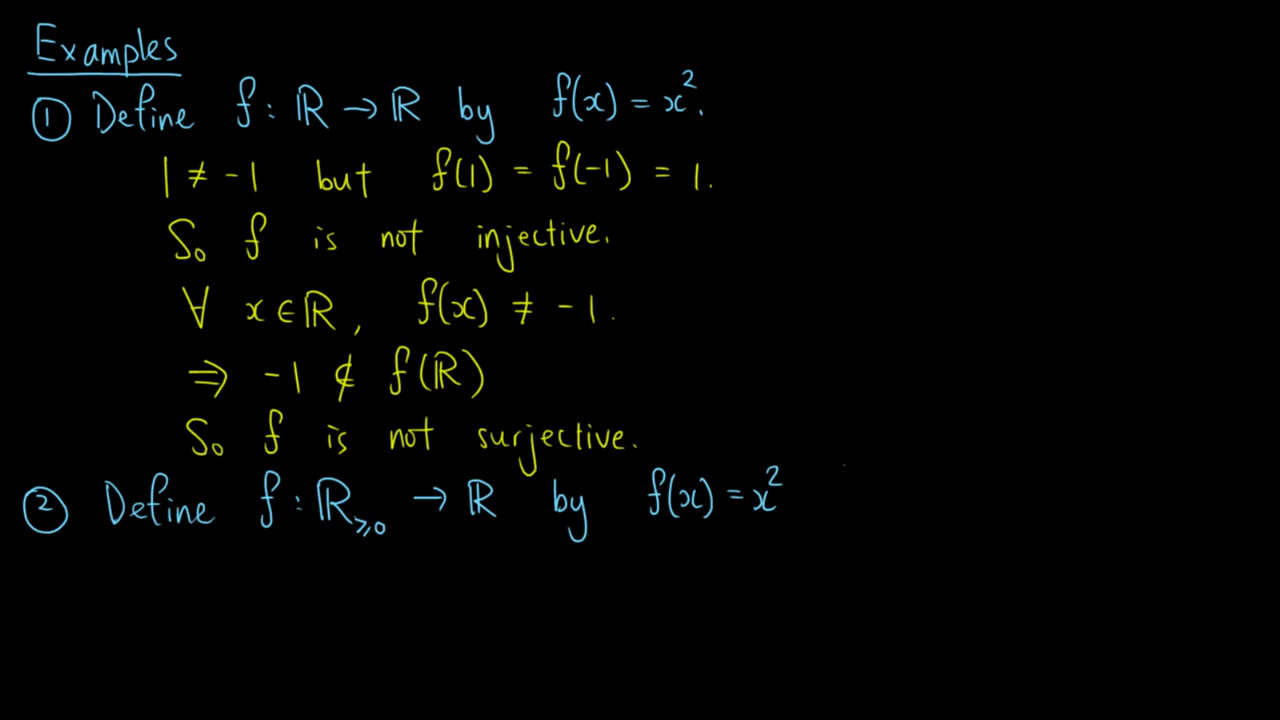 Examples
① Define f : ℝ → ℝ by f(x) = x².
1 ≠ -1 but f(1) = f(-1) = 1.
So f is not injective.
∀ x ∈ ℝ, f(x) ≠ -1.
⇒ -1 ∉ f(ℝ)
So f is not surjective.
② Define f : ℝ≥0 → ℝ by f(x) = x²